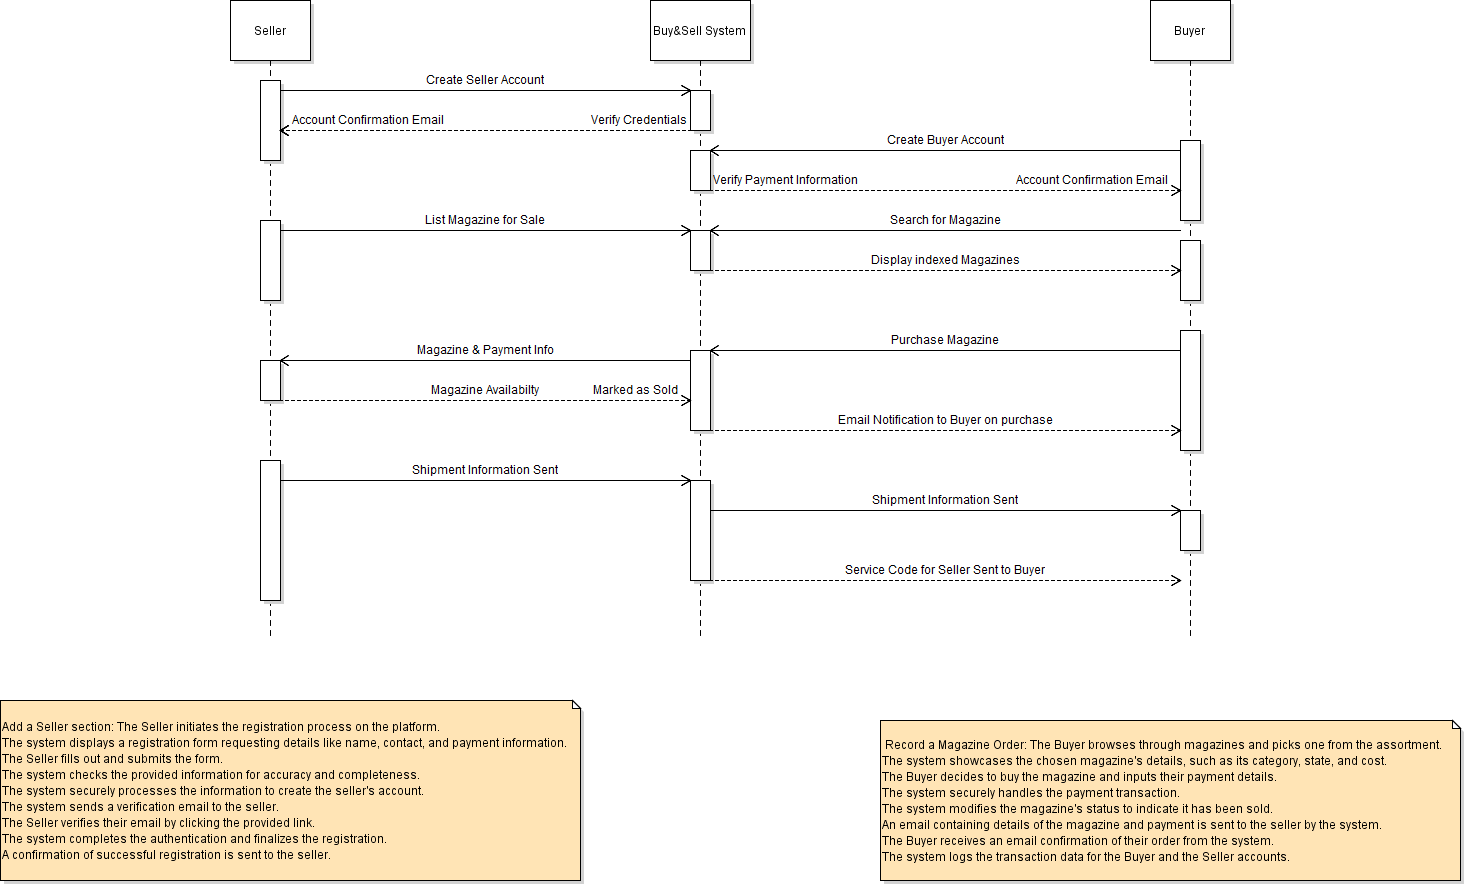 Seller
Buy&Sell System
Buyer
Create Seller Account
Account Confirmation Email
Verify Credentials
Create Buyer Account
Verify Payment Information
Account Confirmation Email
List Magazine for Sale
Search for Magazine
Display indexed Magazines
Purchase Magazine
Magazine & Payment Info
Magazine Availabilty
Marked as Sold
Email Notification to Buyer on purchase
Shipment Information Sent
Shipment Information Sent
Service Code for Seller Sent to Buyer
Add a Seller section: The Seller initiates the registration process on the platform.
The system displays a registration form requesting details like name, contact, and payment information.
The Seller fills out and submits the form.
The system checks the provided information for accuracy and completeness.
The system securely processes the information to create the seller's account.
The system sends a verification email to the seller.
The Seller verifies their email by clicking the provided link.
The system completes the authentication and finalizes the registration.
A confirmation of successful registration is sent to the seller.
Record a Magazine Order: The Buyer browses through magazines and picks one from the assortment.
The system showcases the chosen magazine's details, such as its category, state, and cost.
The Buyer decides to buy the magazine and inputs their payment details.
The system securely handles the payment transaction.
The system modifies the magazine's status to indicate it has been sold.
An email containing details of the magazine and payment is sent to the seller by the system.
The Buyer receives an email confirmation of their order from the system.
The system logs the transaction data for the Buyer and the Seller accounts.